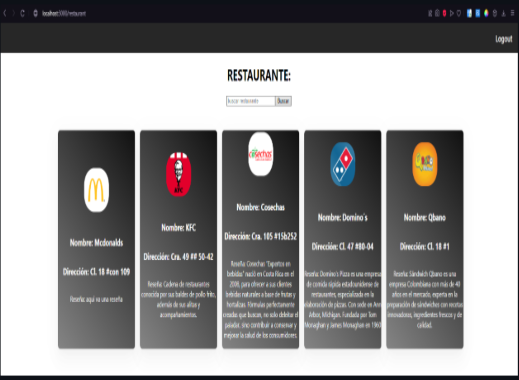 localhost:3000/restaurant
Logout
RESTAURANTE:
buscar restaurante
Buscar
Nombre: Mcdonalds
Dirección: Cl. 18 #con 109
Reseña: aqui va una reseña
KFC
Nombre: KFC
Dirección: Cra. 49 ## 50-42
Reseña: Cadena de restaurantes
conocida por sus baldes de pollo frito,
además de sus alitas y
acompañamientos.
cosechas
Nombre: Cosechas
Dirección: Cra. 105 #15b252
Reseña: Cosechas "Expertos en
bebidas" nació en Costa Rica en el
2009, para ofrecer a sus clientes
bebidas naturales a base de frutas y
hortalizas. Fórmulas perfectamente
creadas que buscan, no solo deleitar el
paladar, sino contribuir a conservar y
mejorar la salud de los consumidores.
Nombre: Domino´s
Dirección: Cl. 47 #80-04
Reseña: Domino's Pizza es una empresa
de comida rápida estadounidense de
restaurantes, especializada en la
elaboración de pizzas. Con sede en Ann
Arbor, Míchigan. Fundada por Tom
Monaghan y James Monaghan en 1960
Qbano
Nombre: Qbano
Dirección: Cl. 18 #1
Reseña: Sándwich Qbano es una
empresa Colombiana con más de 40
años en el mercado, experta en la
preparación de sándwiches con recetas
innovadoras, ingredientes frescos y de
calidad.